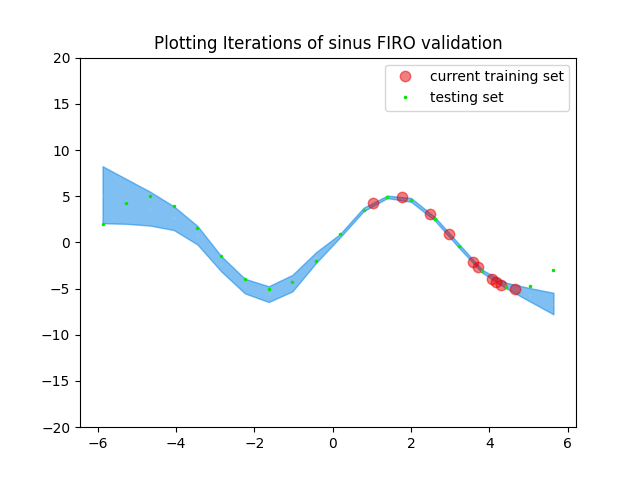 Plotting Iterations of sinus FIRO validation
current training set
testing set
20
15
10
5
0
−5
−10
−15
−20
−6 −4 −2 0 2 4 6